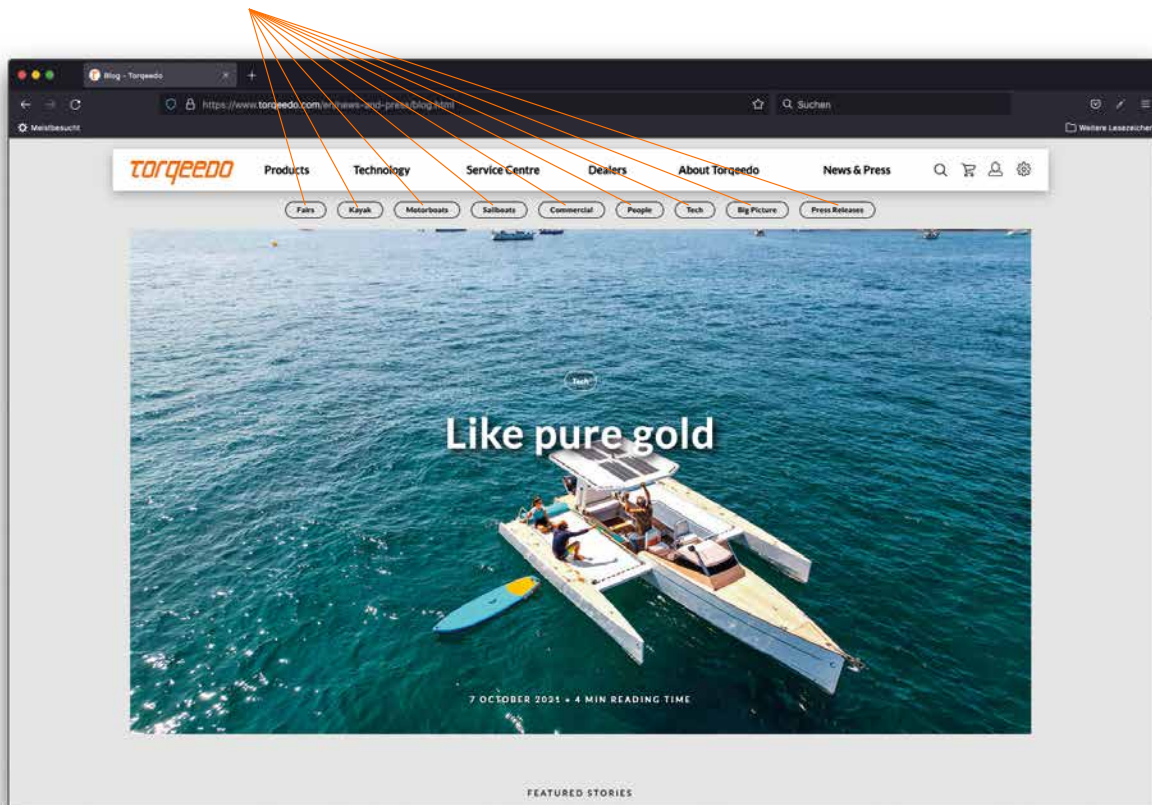 Blog - Torqeedo
https://www.torqeedo.com/en/news-and-press/blog.html
Suchen
Meistbesucht
Weitere Lesezeichen
torqeedo
Products Technology Service Centre Dealers About Torqeedo News & Press
Fairs Kayak Motorboats Sailboats Commercial People Tech Big Picture Press Releases
Tech
Like pure gold
7 OCTOBER 2021 • 4 MIN READING TIME
FEATURED STORIES